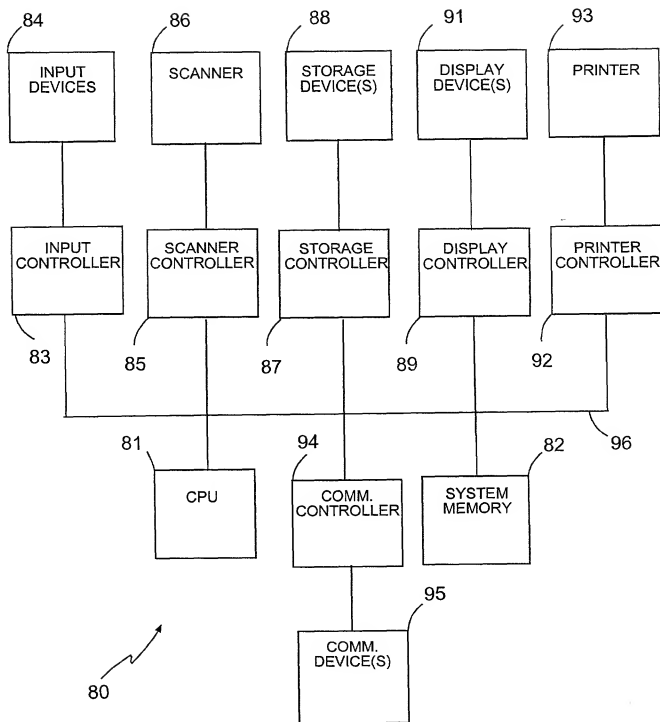 84
86
88
91
93
INPUT
DEVICES
SCANNER
STORAGE
DEVICE(S)
DISPLAY
DEVICE(S)
PRINTER
INPUT
CONTROLLER
SCANNER
CONTROLLER
STORAGE
CONTROLLER
DISPLAY
CONTROLLER
PRINTER
CONTROLLER
83
85
87
89
92
96
81
94
82
CPU
COMM.
CONTROLLER
SYSTEM
MEMORY
95
COMM.
DEVICE(S)
80